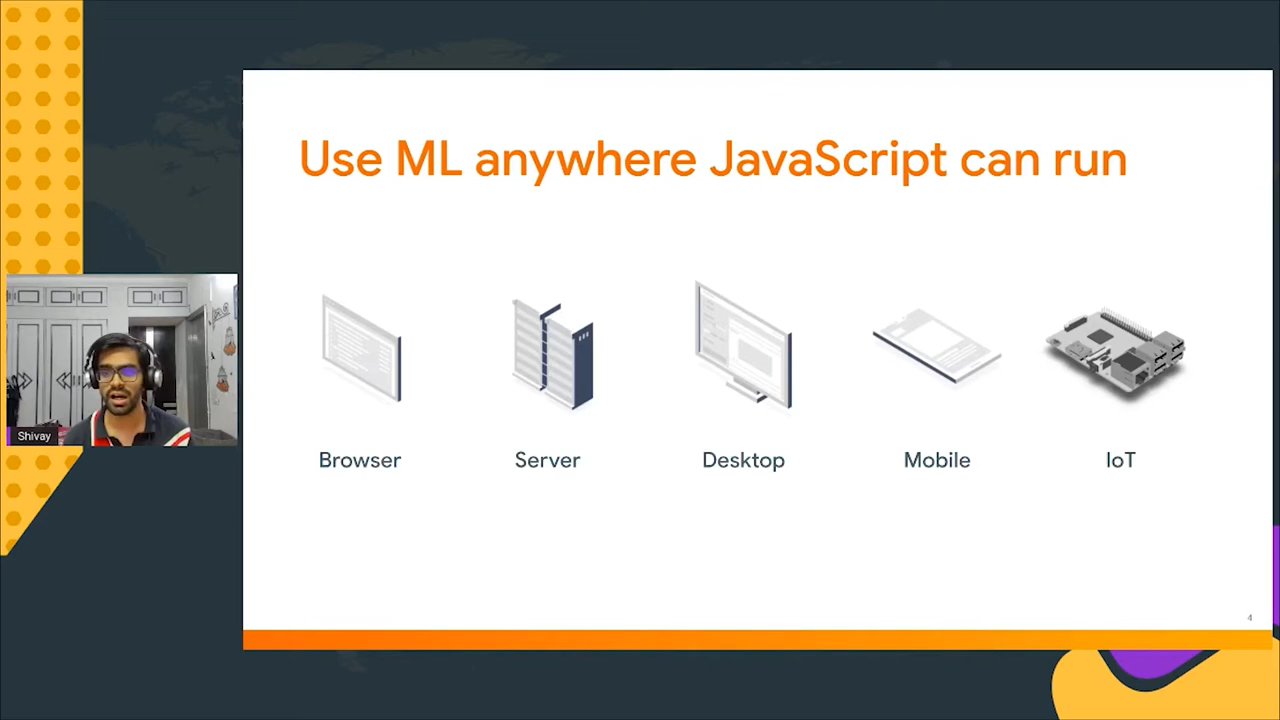 Use ML anywhere JavaScript can run
Browser
Server
Desktop
Mobile
IoT
Shivay
4